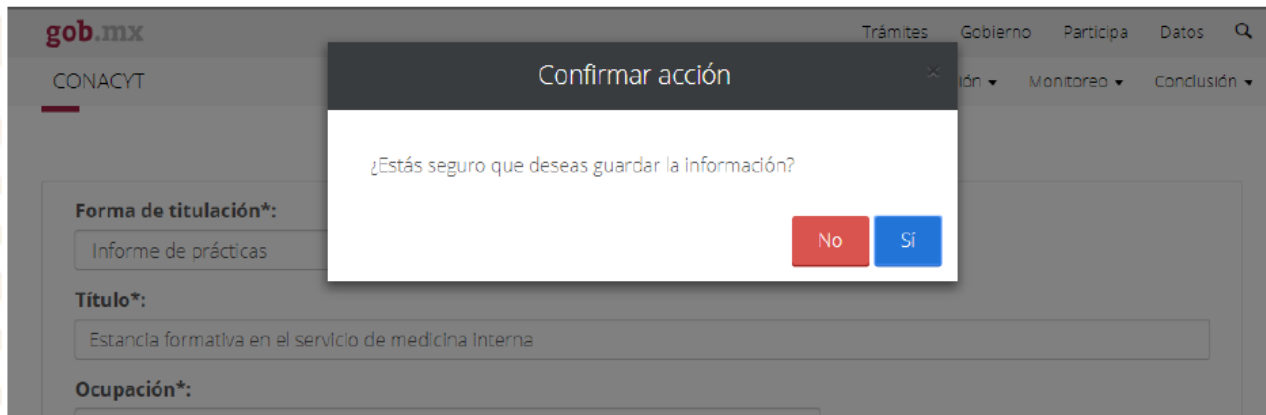 gob.mx
Trámites Gobierno Participa Datos
CONACYT
ión Monitoreo Conclusión
Confirmar acción
×
¿Estás seguro que deseas guardar la información?
No Sí
Forma de titulación*:
Informe de prácticas
Título*:
Estancia formativa en el servicio de medicina interna
Ocupación*: